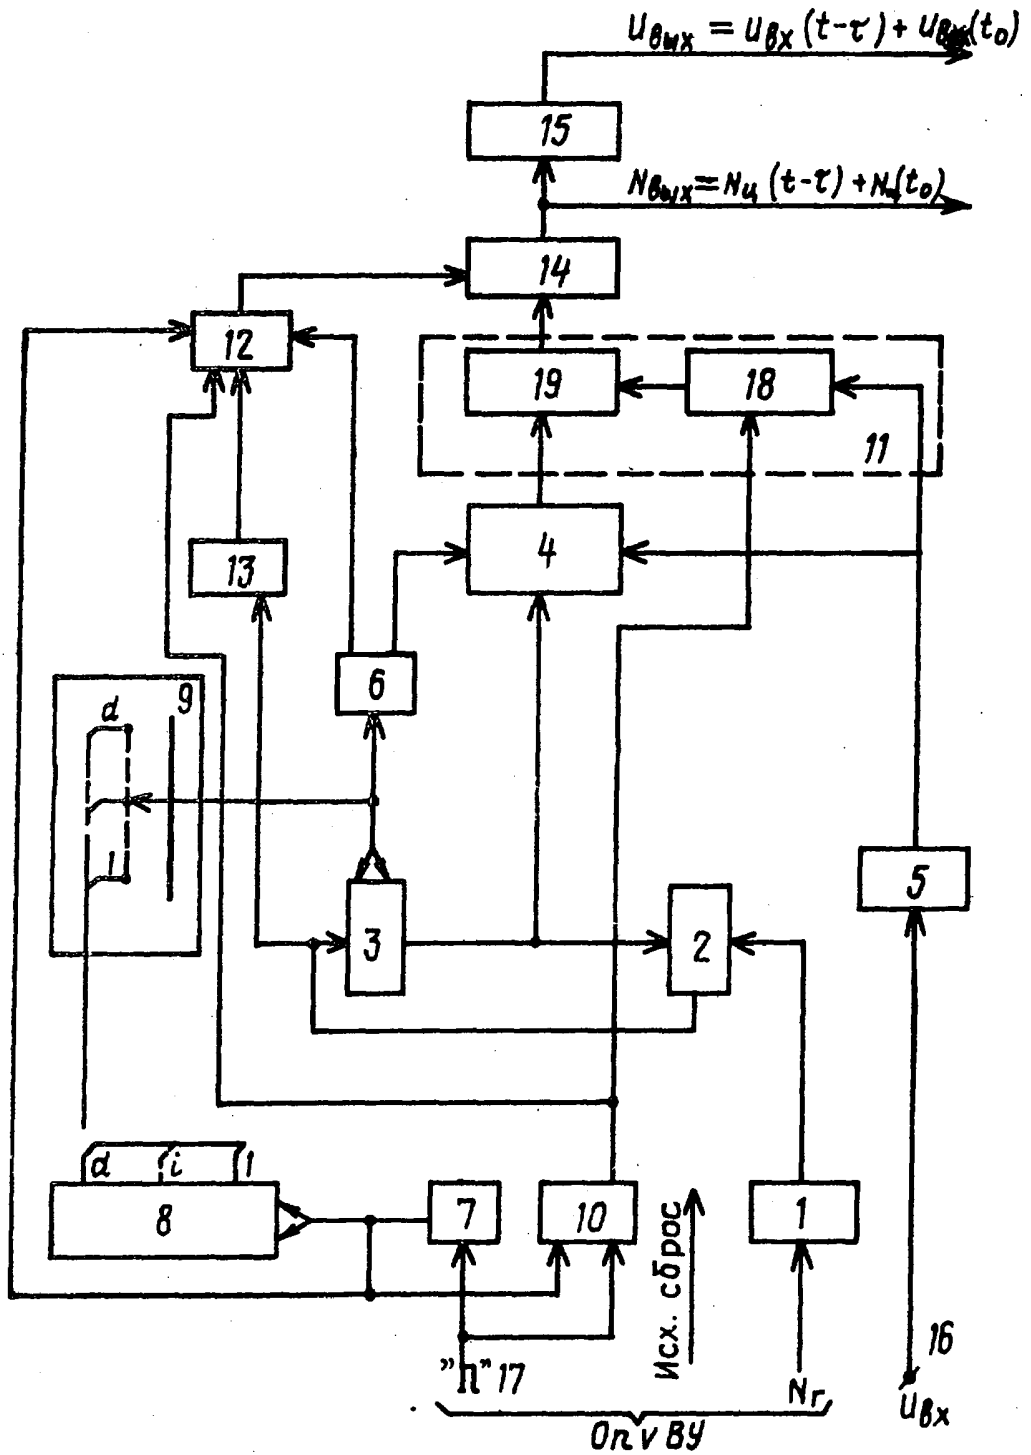 Uвых = Uвх (t-τ) + Uвх(t₀)
15
Nвых = Nц (t-τ) + Nц(t₀)
14
12
19
18
11
4
13
6
9
d
1
5
3
2
d
i
1
8
7
10
Исх. сброс
1
16
"П" 17
Nг
Uвх
Оп v ВУ